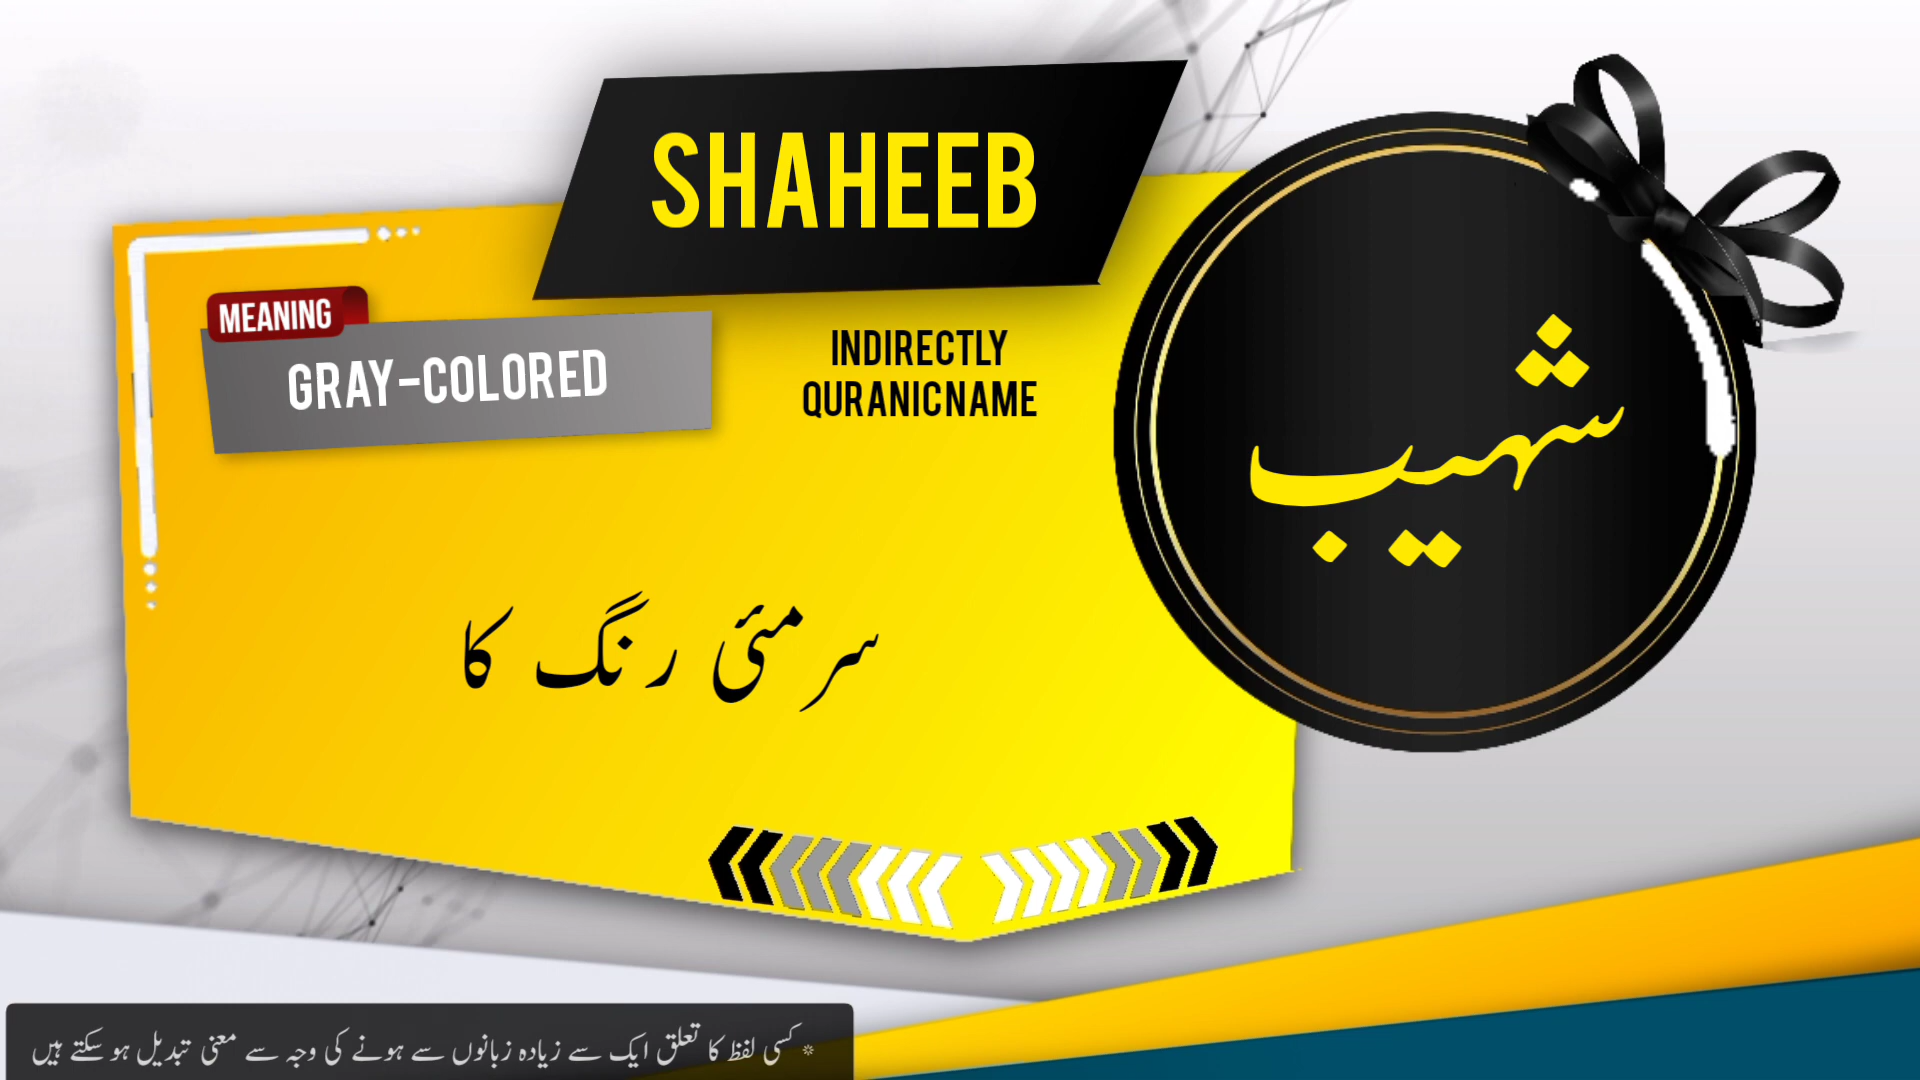 SHAHEEB
MEANING
GRAY-COLORED
INDIRECTLY
QURANICNAME
شہیب
سرمئی رنگ کا
* کسی لفظ کا تعلق ایک سے زیادہ زبانوں سے ہونے کی وجہ سے معنی تبدیل ہو سکتے ہیں